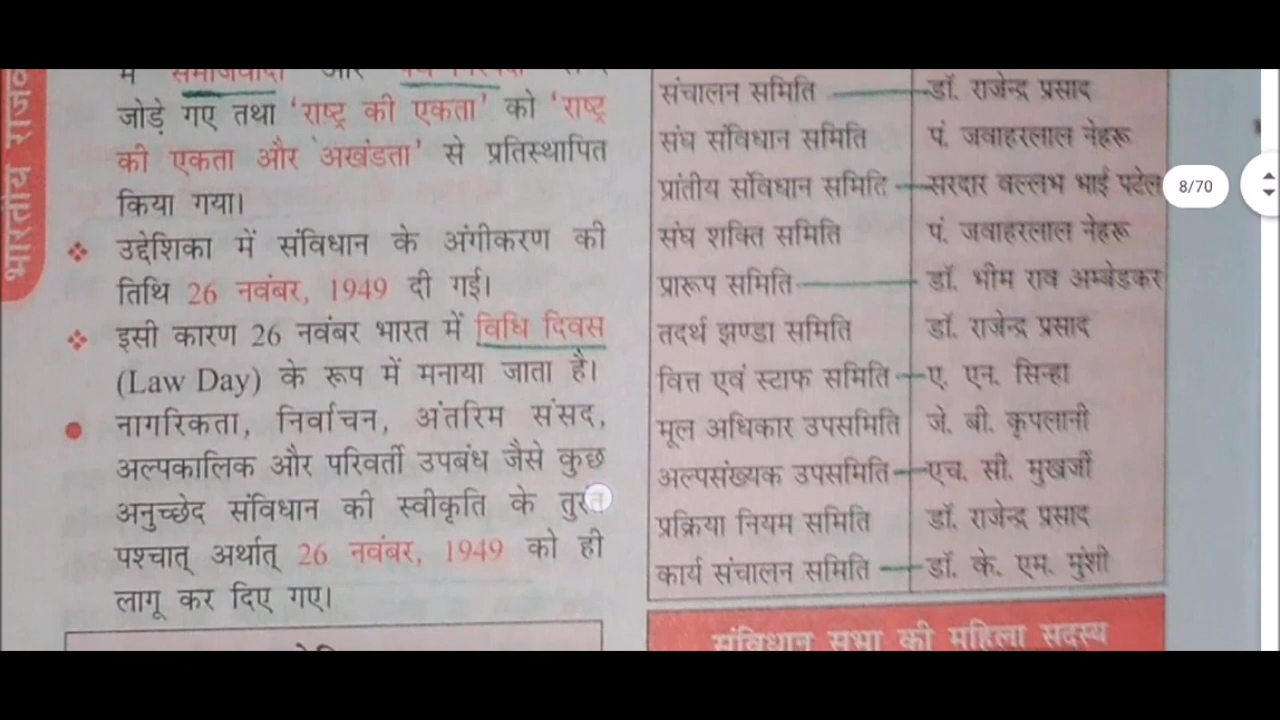 भारतीय राजव
में समाजवादी और
जोड़े गए तथा 'राष्ट्र की एकता' को 'राष्ट्र
की एकता और अखंडता' से प्रतिस्थापित
किया गया।
उद्देशिका में संविधान के अंगीकरण की
तिथि 26 नवंबर, 1949 दी गई।
इसी कारण 26 नवंबर भारत में विधि दिवस
(Law Day) के रूप में मनाया जाता है।
नागरिकता, निर्वाचन, अंतरिम संसद,
अल्पकालिक और परिवर्ती उपबंध जैसे कुछ
अनुच्छेद संविधान की स्वीकृति के तुरंत
पश्चात् अर्थात् 26 नवंबर, 1949 को ही
लागू कर दिए गए।
संचालन समिति डॉ. राजेन्द्र प्रसाद
संघ संविधान समिति पं. जवाहरलाल नेहरू
प्रांतीय संविधान समिति सरदार वल्लभ भाई पटेल
संघ शक्ति समिति पं. जवाहरलाल नेहरू
प्रारूप समिति डॉ. भीम राव अम्बेडकर
तदर्थ झण्डा समिति डॉ. राजेन्द्र प्रसाद
वित्त एवं स्टाफ समिति ए. एन. सिन्हा
मूल अधिकार उपसमिति जे. बी. कृपलानी
अल्पसंख्यक उपसमिति एच. सी. मुखर्जी
प्रक्रिया नियम समिति डॉ. राजेन्द्र प्रसाद
कार्य संचालन समिति डॉ. के. एम. मुंशी
संविधान सभा की महिला सदस्य
8/70